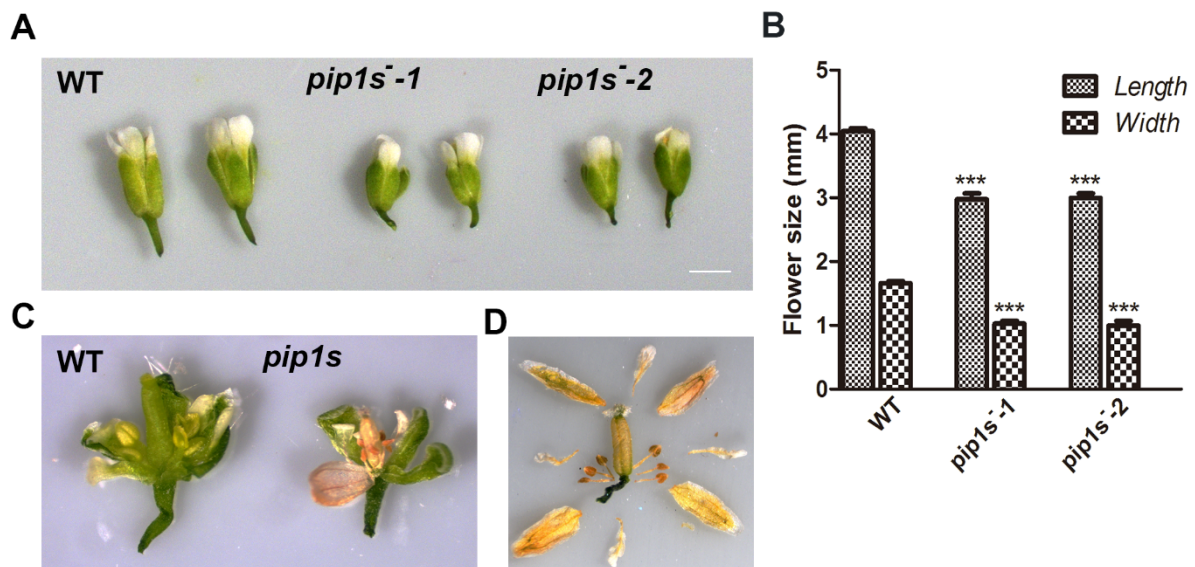 A
WT
pip1s⁻-1
pip1s⁻-2
B
5
4
3
2
1
0
Flower size (mm)
Length
Width
***
***
***
***
WT
pip1s⁻-1
pip1s⁻-2
C
WT
pip1s
D